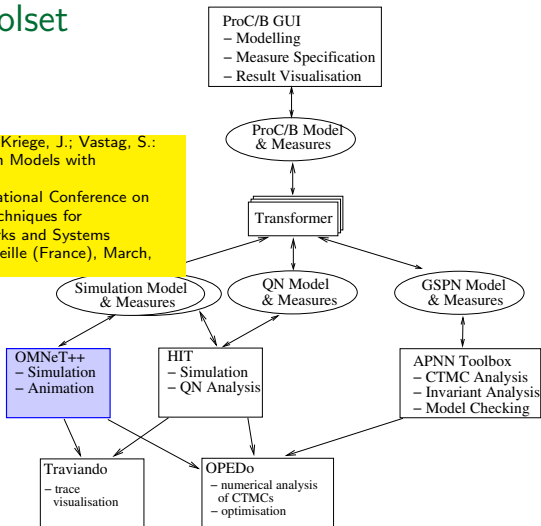 olset
ProC/B GUI
− Modelling
− Measure Specification
− Result Visualisation
Kriege, J.; Vastag, S.:
n Models with
ational Conference on
echniques for
rks and Systems
eille (France), March,
ProC/B Model
& Measures
Transformer
Simulation Model
& Measures
QN Model
& Measures
GSPN Model
& Measures
OMNeT++
− Simulation
− Animation
HIT
− Simulation
− QN Analysis
APNN Toolbox
− CTMC Analysis
− Invariant Analysis
− Model Checking
Traviando
− trace
visualisation
OPEDo
− numerical analysis
of CTMCs
− optimisation